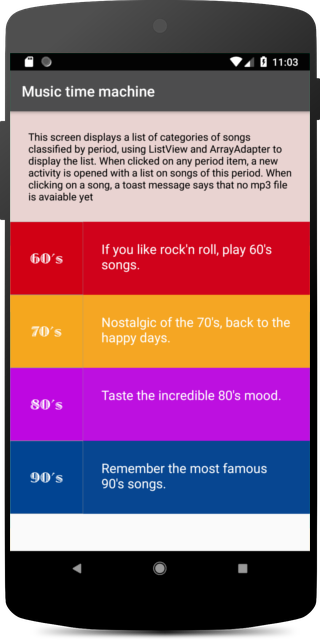 11:03
Music time machine
This screen displays a list of categories of songs
classified by period, using ListView and ArrayAdapter to
display the list. When clicked on any period item, a new
activity is opened with a list on songs of this period. When
clicking on a song, a toast message says that no mp3 file
is avaiable yet
60's
If you like rock'n roll, play 60's
songs.
70's
Nostalgic of the 70's, back to the
happy days.
80's
Taste the incredible 80's mood.
90's
Remember the most famous
90's songs.